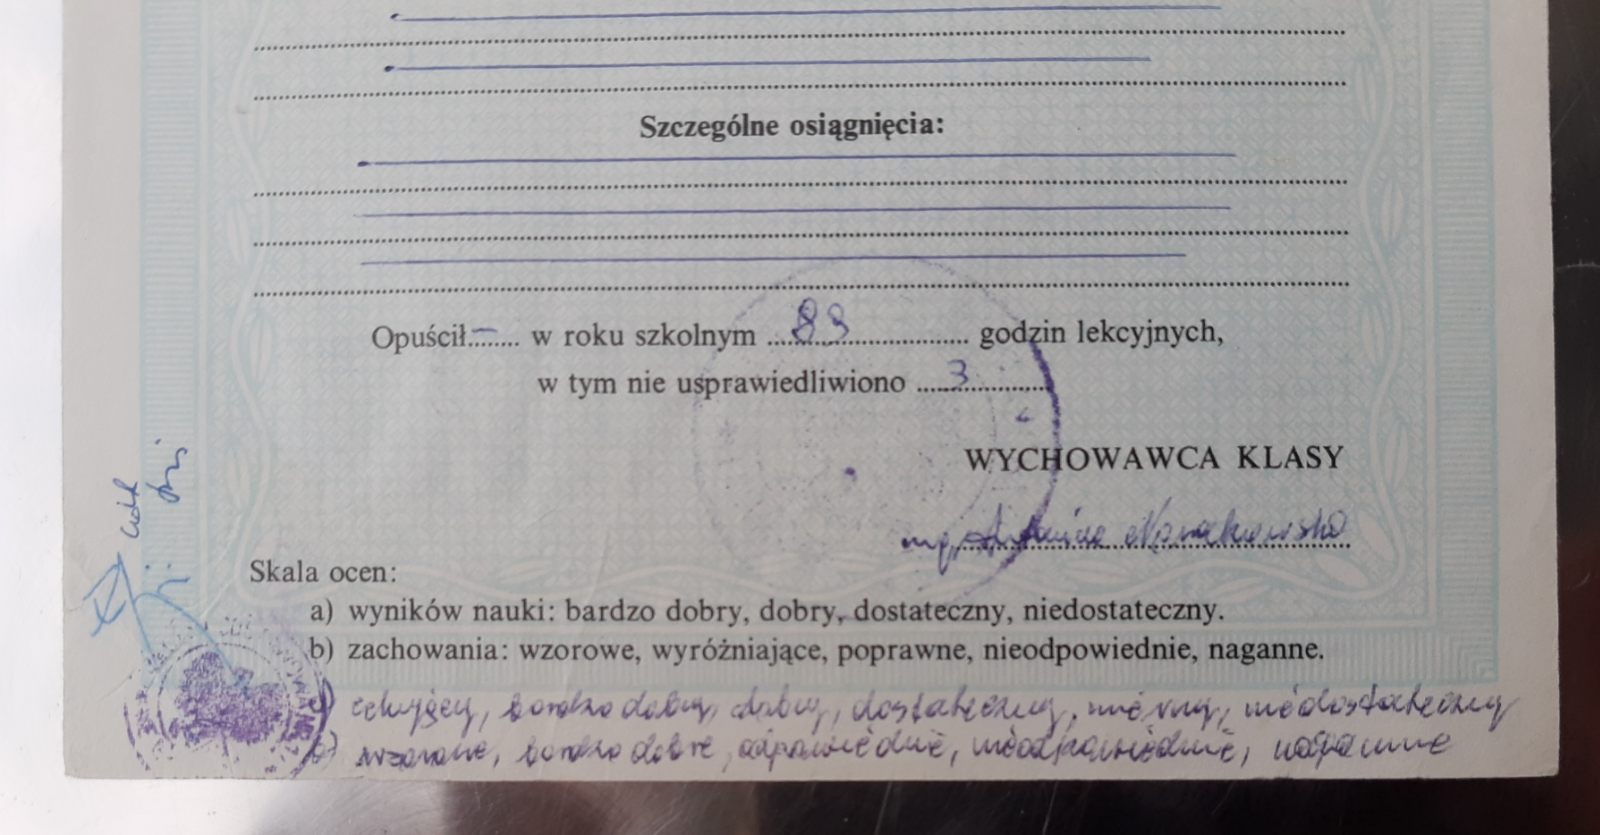 Szczególne osiągnięcia:
Opuścił..–.. w roku szkolnym ...89... godzin lekcyjnych,
w tym nie usprawiedliwiono ...3...
WYCHOWAWCA KLASY
mgr
Skala ocen:
a) wyników nauki: bardzo dobry, dobry, dostateczny, niedostateczny.
b) zachowania: wzorowe, wyróżniające, poprawne, nieodpowiednie, naganne.
a) celujący, bardzo dobry, dobry, dostateczny, mierny, niedostateczny
b) wzorowe, bardzo dobre, odpowiednie, nieodpowiednie, naganne